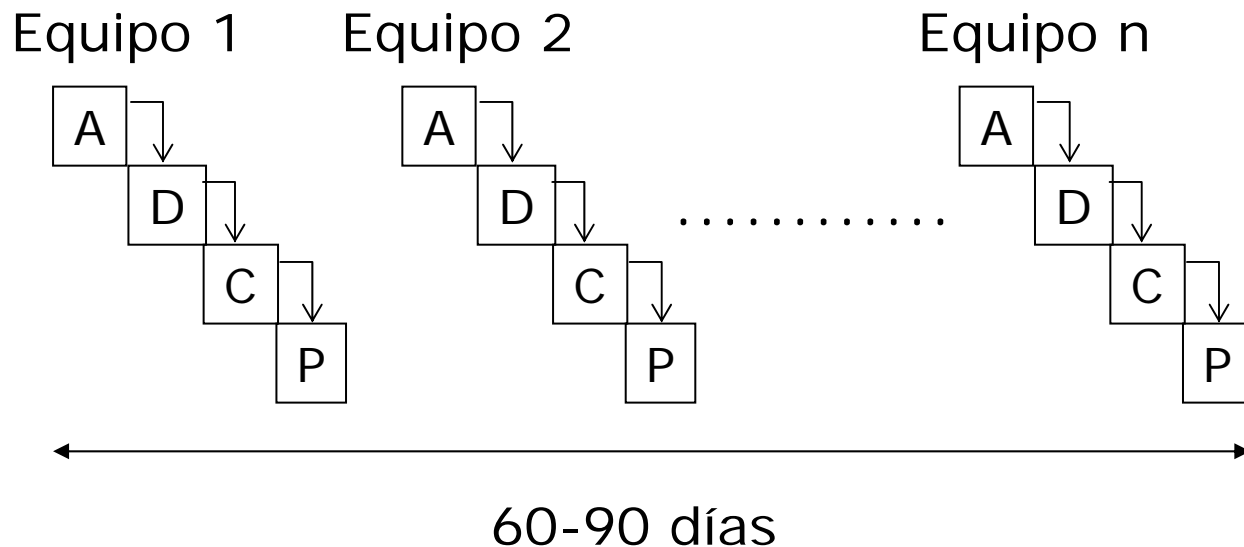 Equipo 1
Equipo 2
Equipo n
A
D
C
P
A
D
C
P
............
A
D
C
P
60-90 días